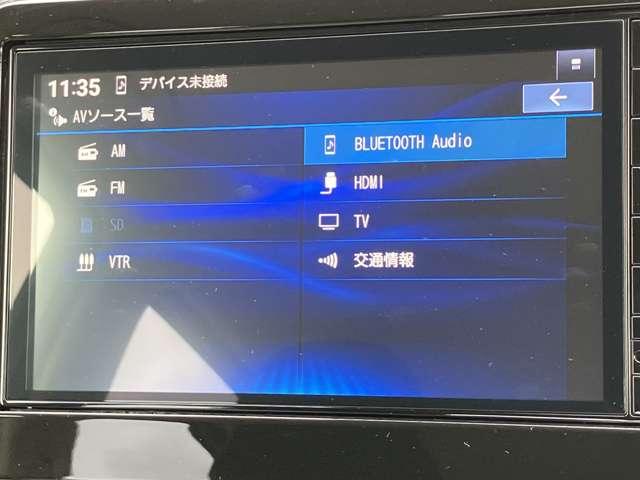 11:35 デバイス未接続
AVソース一覧
AM
FM
SD
VTR
BLUETOOTH Audio
HDMI
TV
交通情報